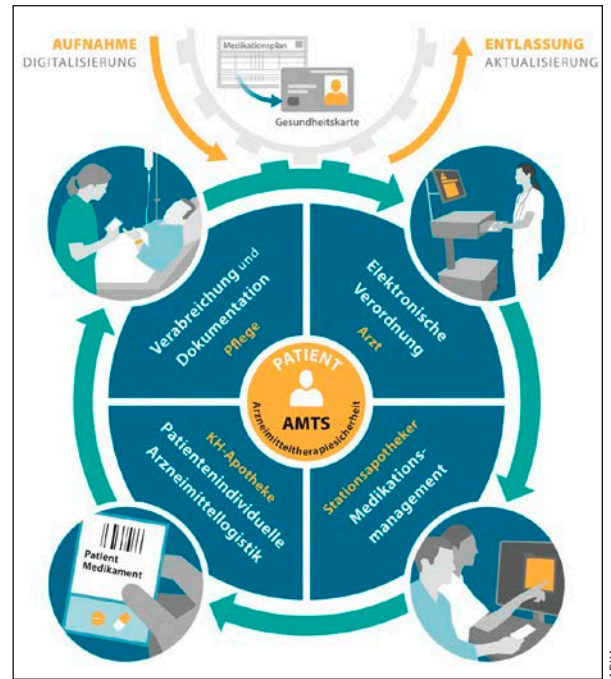 AUFNAHME
DIGITALISIERUNG
Medikationsplan
Gesundheitskarte
ENTLASSUNG
AKTUALISIERUNG
Verabreichung und
Dokumentation
Pflege
Elektronische
Verordnung
Arzt
PATIENT
AMTS
Arzneimitteltherapiesicherheit
KH-Apotheke
Patientenindividuelle
Arzneimittellogistik
Stationsapotheker
Medikations-
management
Patient
Medikament